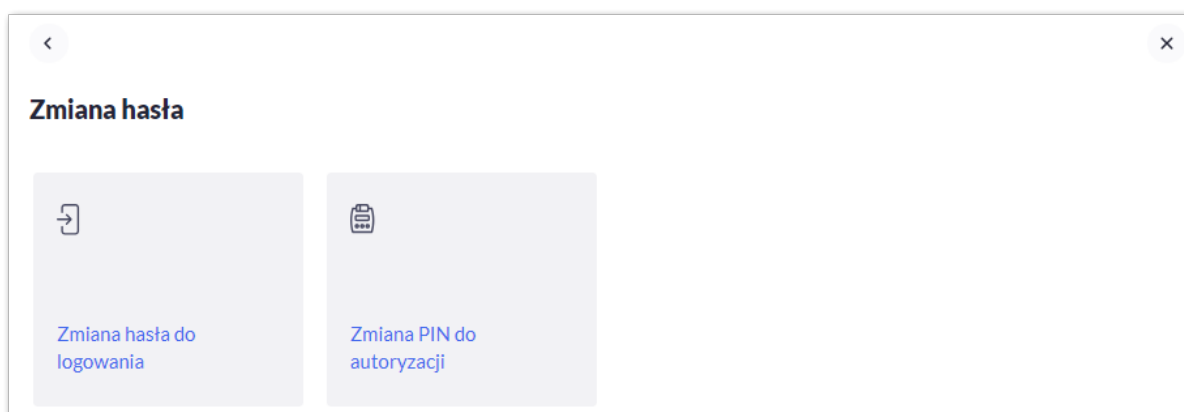 Zmiana hasła
Zmiana hasła do
logowania
Zmiana PIN do
autoryzacji